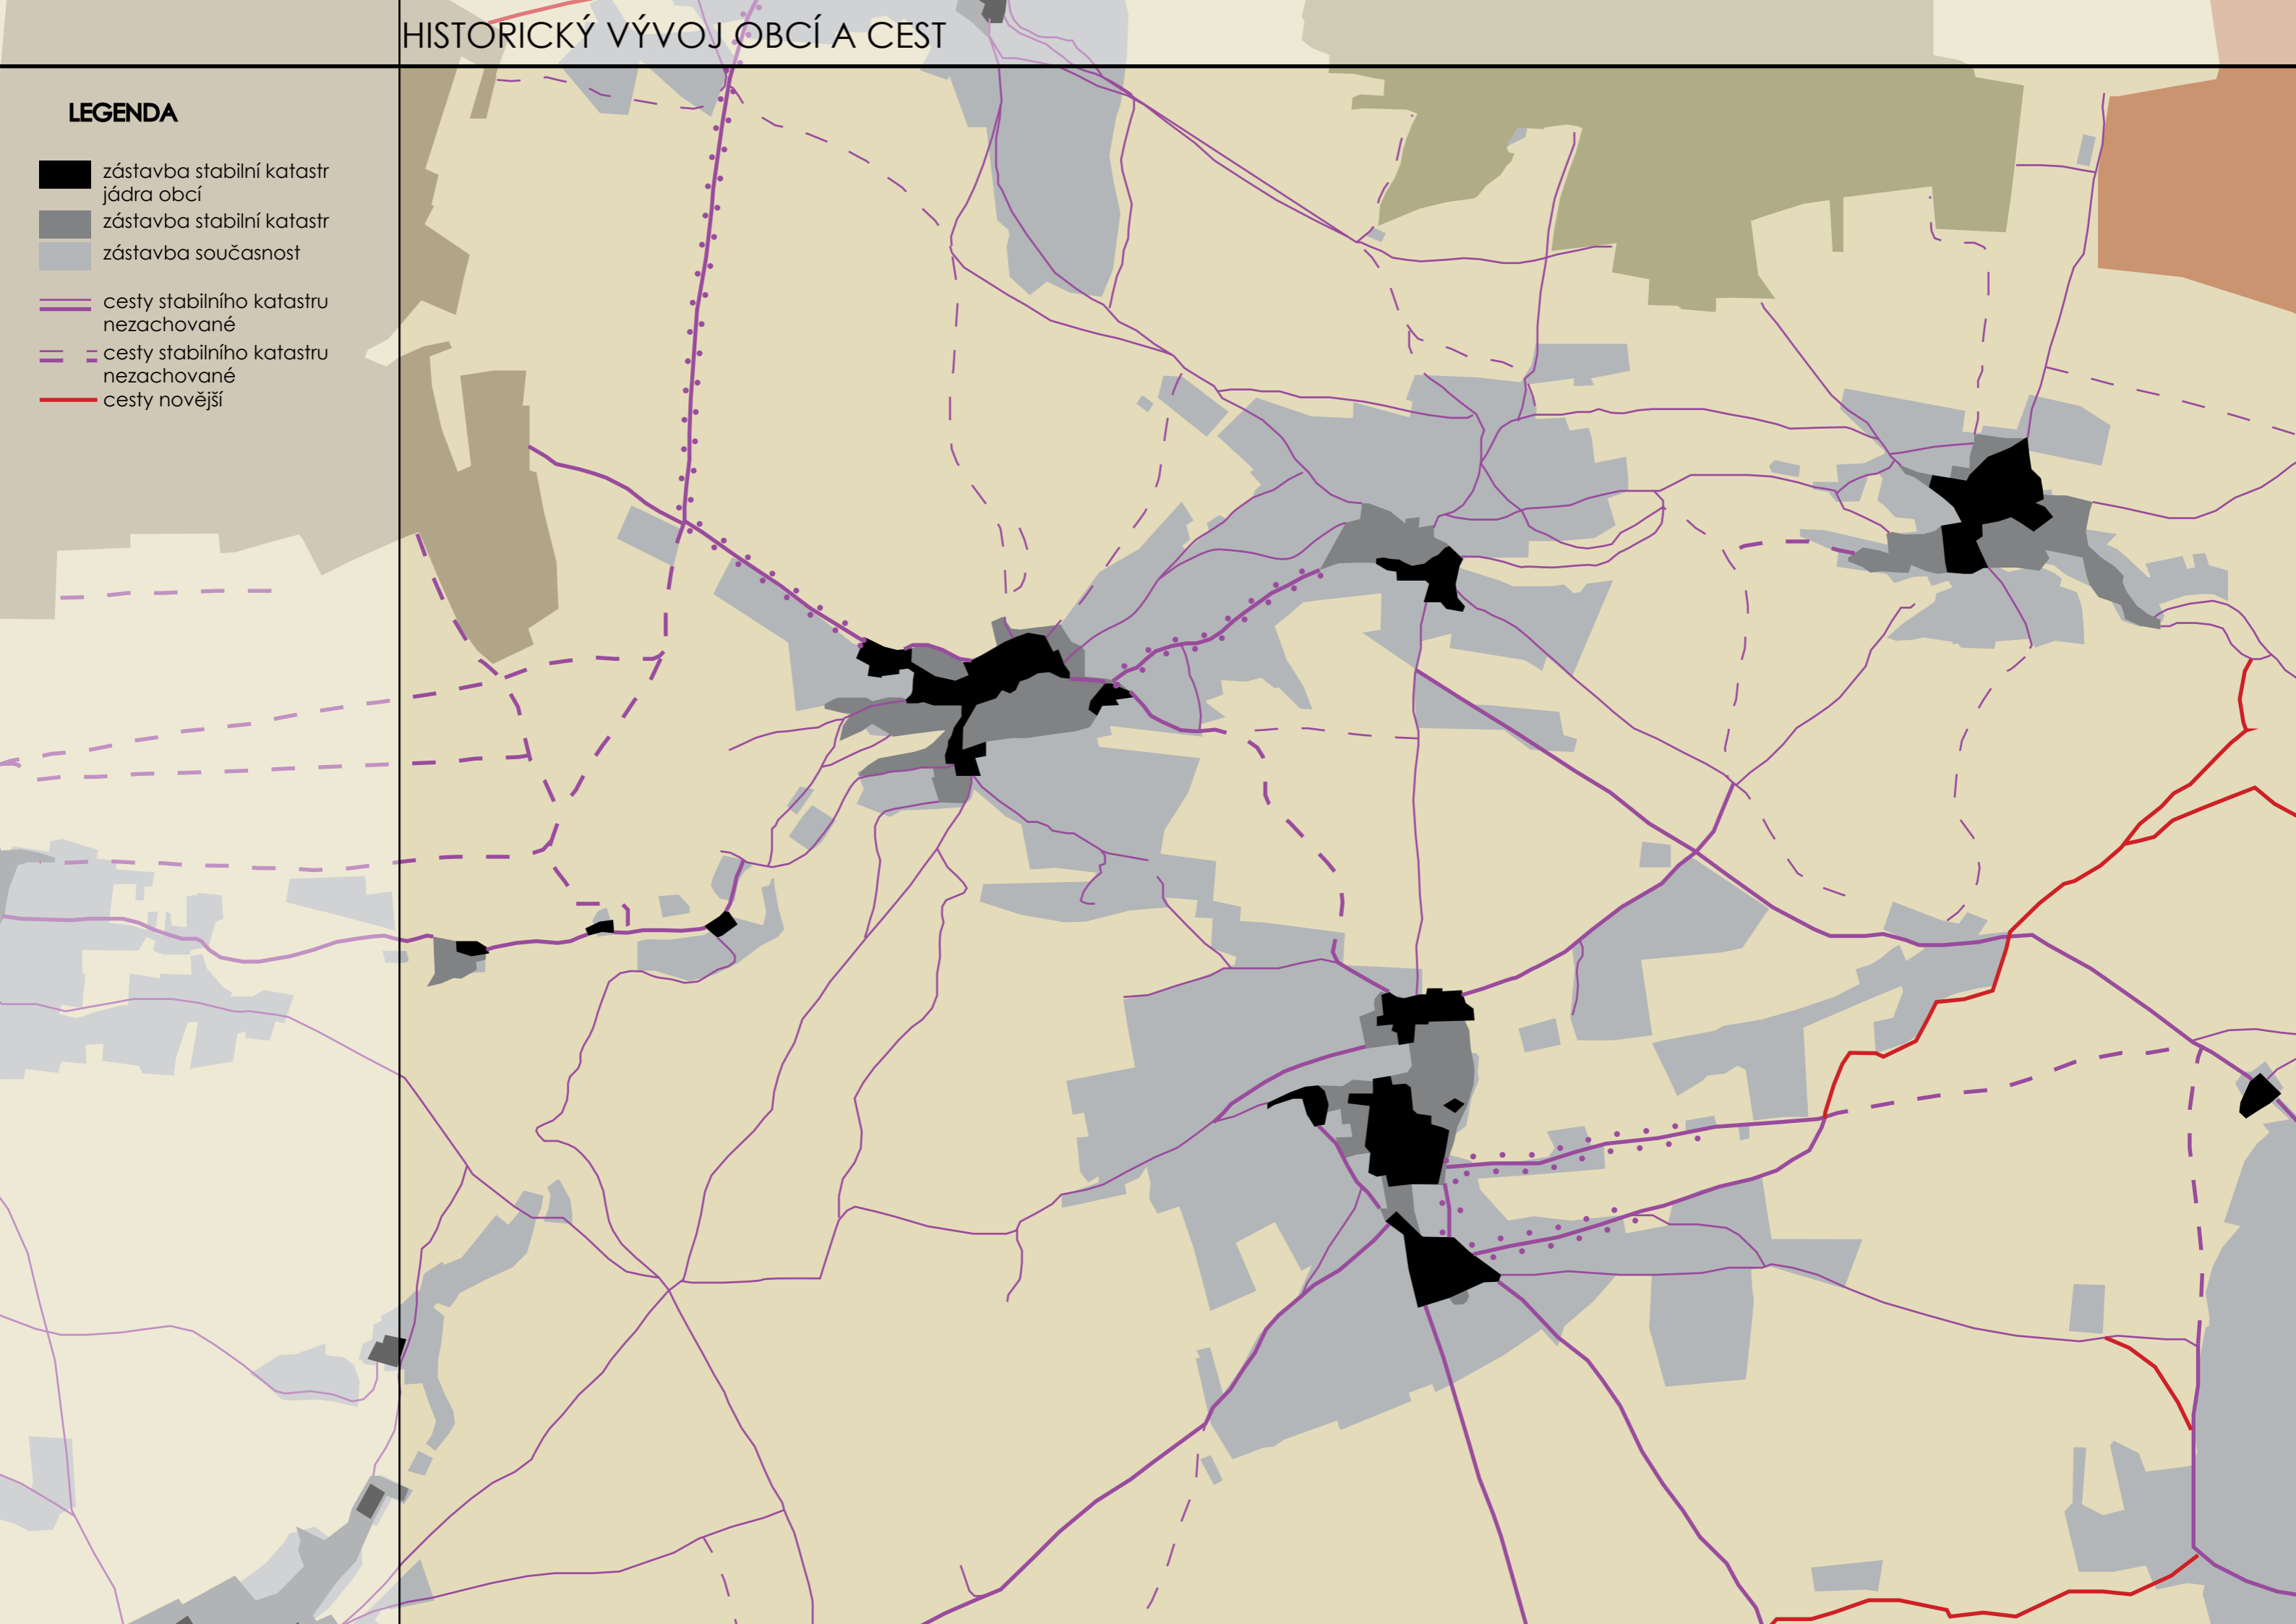 HISTORICKÝ VÝVOJ OBCÍ A CEST
LEGENDA
zástavba stabilní katastr
jádra obcí
zástavba stabilní katastr
zástavba současnost
cesty stabilního katastru
nezachované
cesty stabilního katastru
nezachované
cesty novější